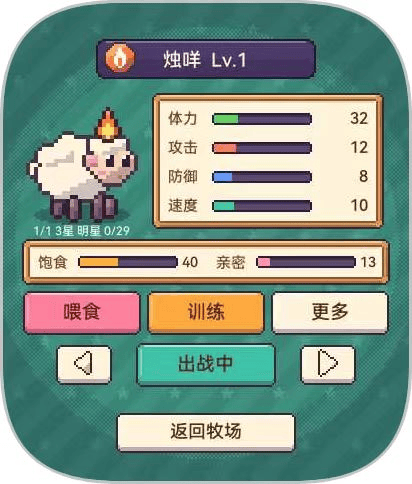 烛咩 Lv.1
体力 32
攻击 12
防御 8
速度 10
1/1 3星 明星 0/29
饱食 40 亲密 13
喂食 训练 更多
出战中
返回牧场